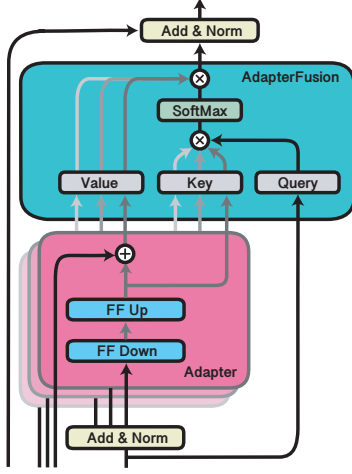 Add & Norm
AdapterFusion
SoftMax
Value
Key
Query
FF Up
FF Down
Adapter
Add & Norm